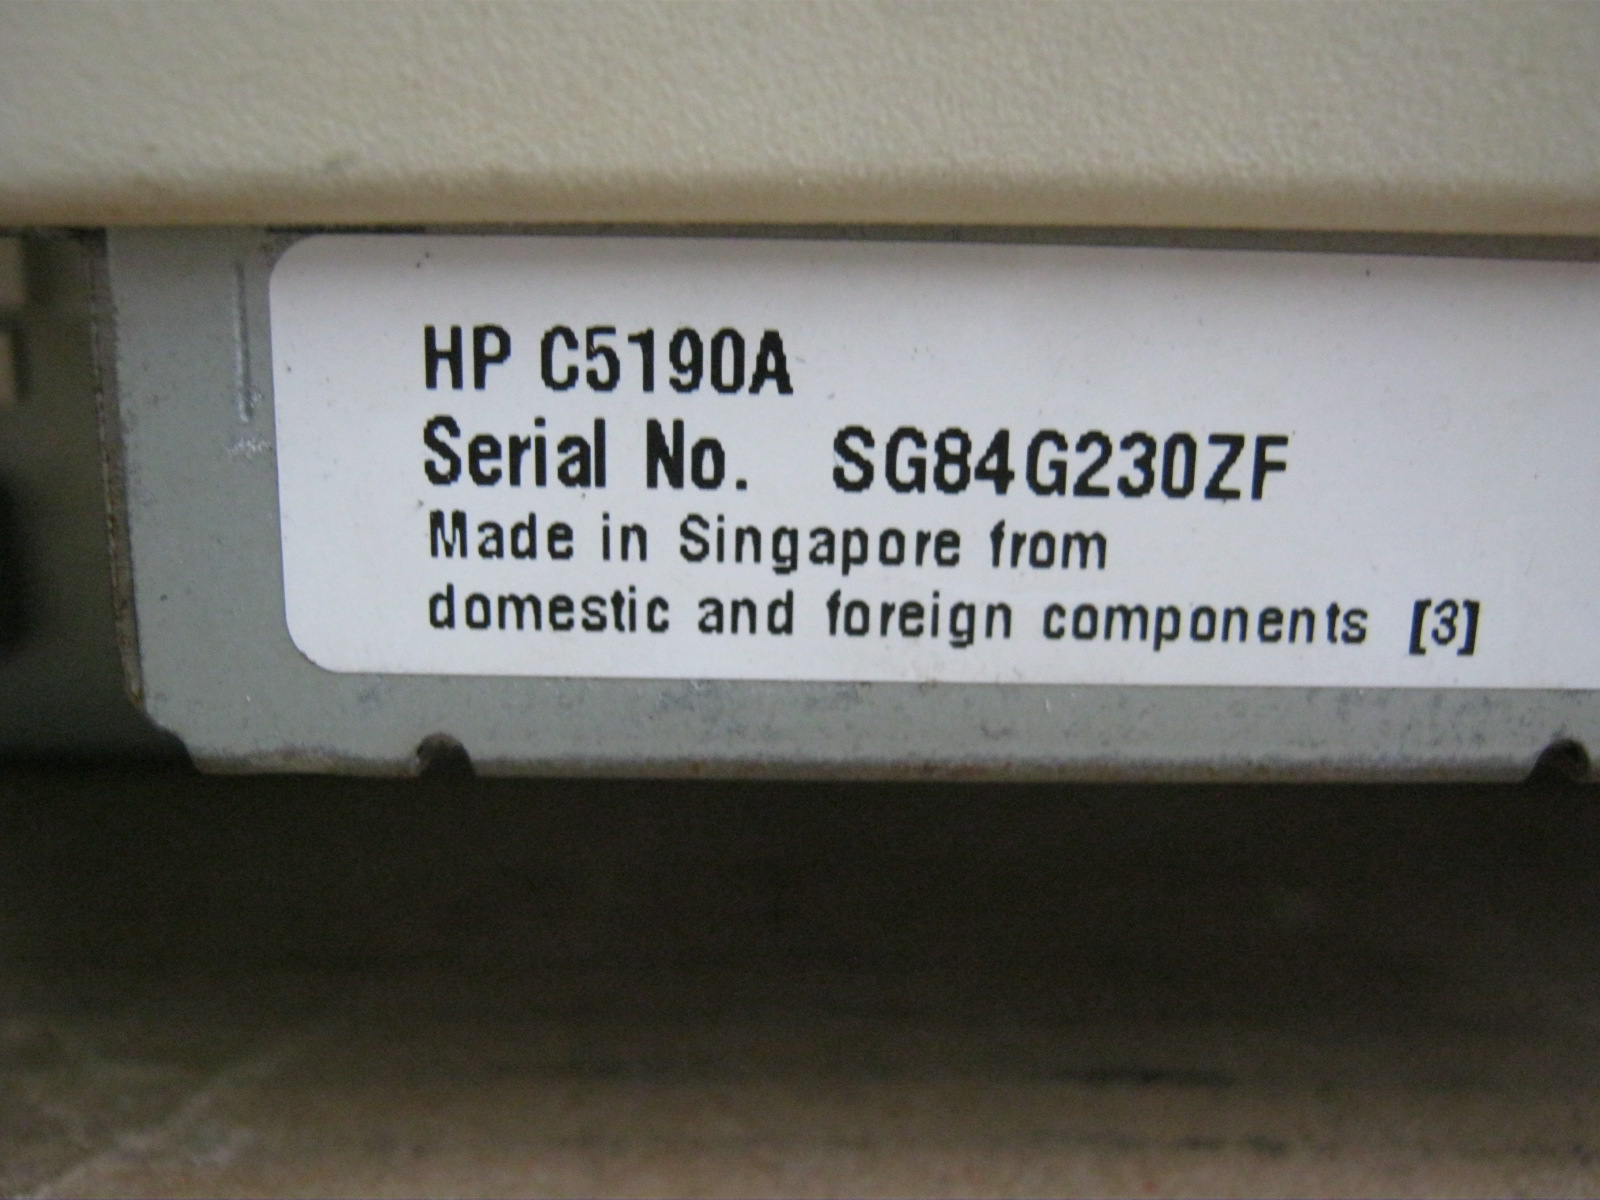 HP C5190A
Serial No. SG84G230ZF
Made in Singapore from
domestic and foreign components [3]